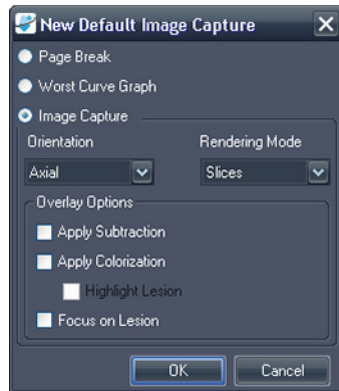 New Default Image Capture
Page Break
Worst Curve Graph
Image Capture
Orientation Rendering Mode
Axial Slices
Overlay Options
Apply Subtraction
Apply Colorization
Highlight Lesion
Focus on Lesion
OK Cancel